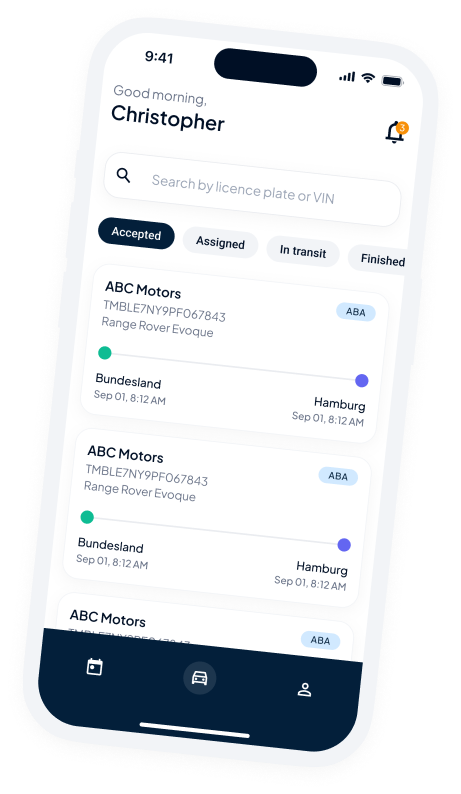 9:41
Good morning,
Christopher
3
Search by licence plate or VIN
Accepted Assigned In transit Finished
ABC Motors ABA
TMBLE7NY9PF067843
Range Rover Evoque
Bundesland Hamburg
Sep 01, 8:12 AM Sep 01, 8:12 AM
ABC Motors ABA
TMBLE7NY9PF067843
Range Rover Evoque
Bundesland Hamburg
Sep 01, 8:12 AM Sep 01, 8:12 AM
ABC Motors ABA